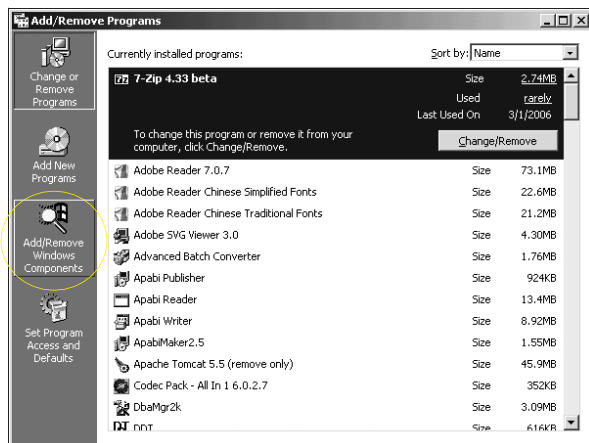 Add/Remove Programs
Change or
Remove
Programs
Add New
Programs
Add/Remove
Windows
Components
Set Program
Access and
Defaults
Currently installed programs:
Sort by: Name
7-Zip 4.33 beta Size 2.74MB
Used rarely
Last Used On 3/1/2006
To change this program or remove it from your
computer, click Change/Remove.
Change/Remove
Adobe Reader 7.0.7 Size 73.1MB
Adobe Reader Chinese Simplified Fonts Size 22.6MB
Adobe Reader Chinese Traditional Fonts Size 21.2MB
Adobe SVG Viewer 3.0 Size 4.30MB
Advanced Batch Converter Size 1.76MB
Apabi Publisher Size 924KB
Apabi Reader Size 13.4MB
Apabi Writer Size 8.92MB
ApabiMaker2.5 Size 1.55MB
Apache Tomcat 5.5 (remove only) Size 45.9MB
Codec Pack - All In 1 6.0.2.7 Size 352KB
DbaMgr2k Size 3.09MB
DDT Size 616KB